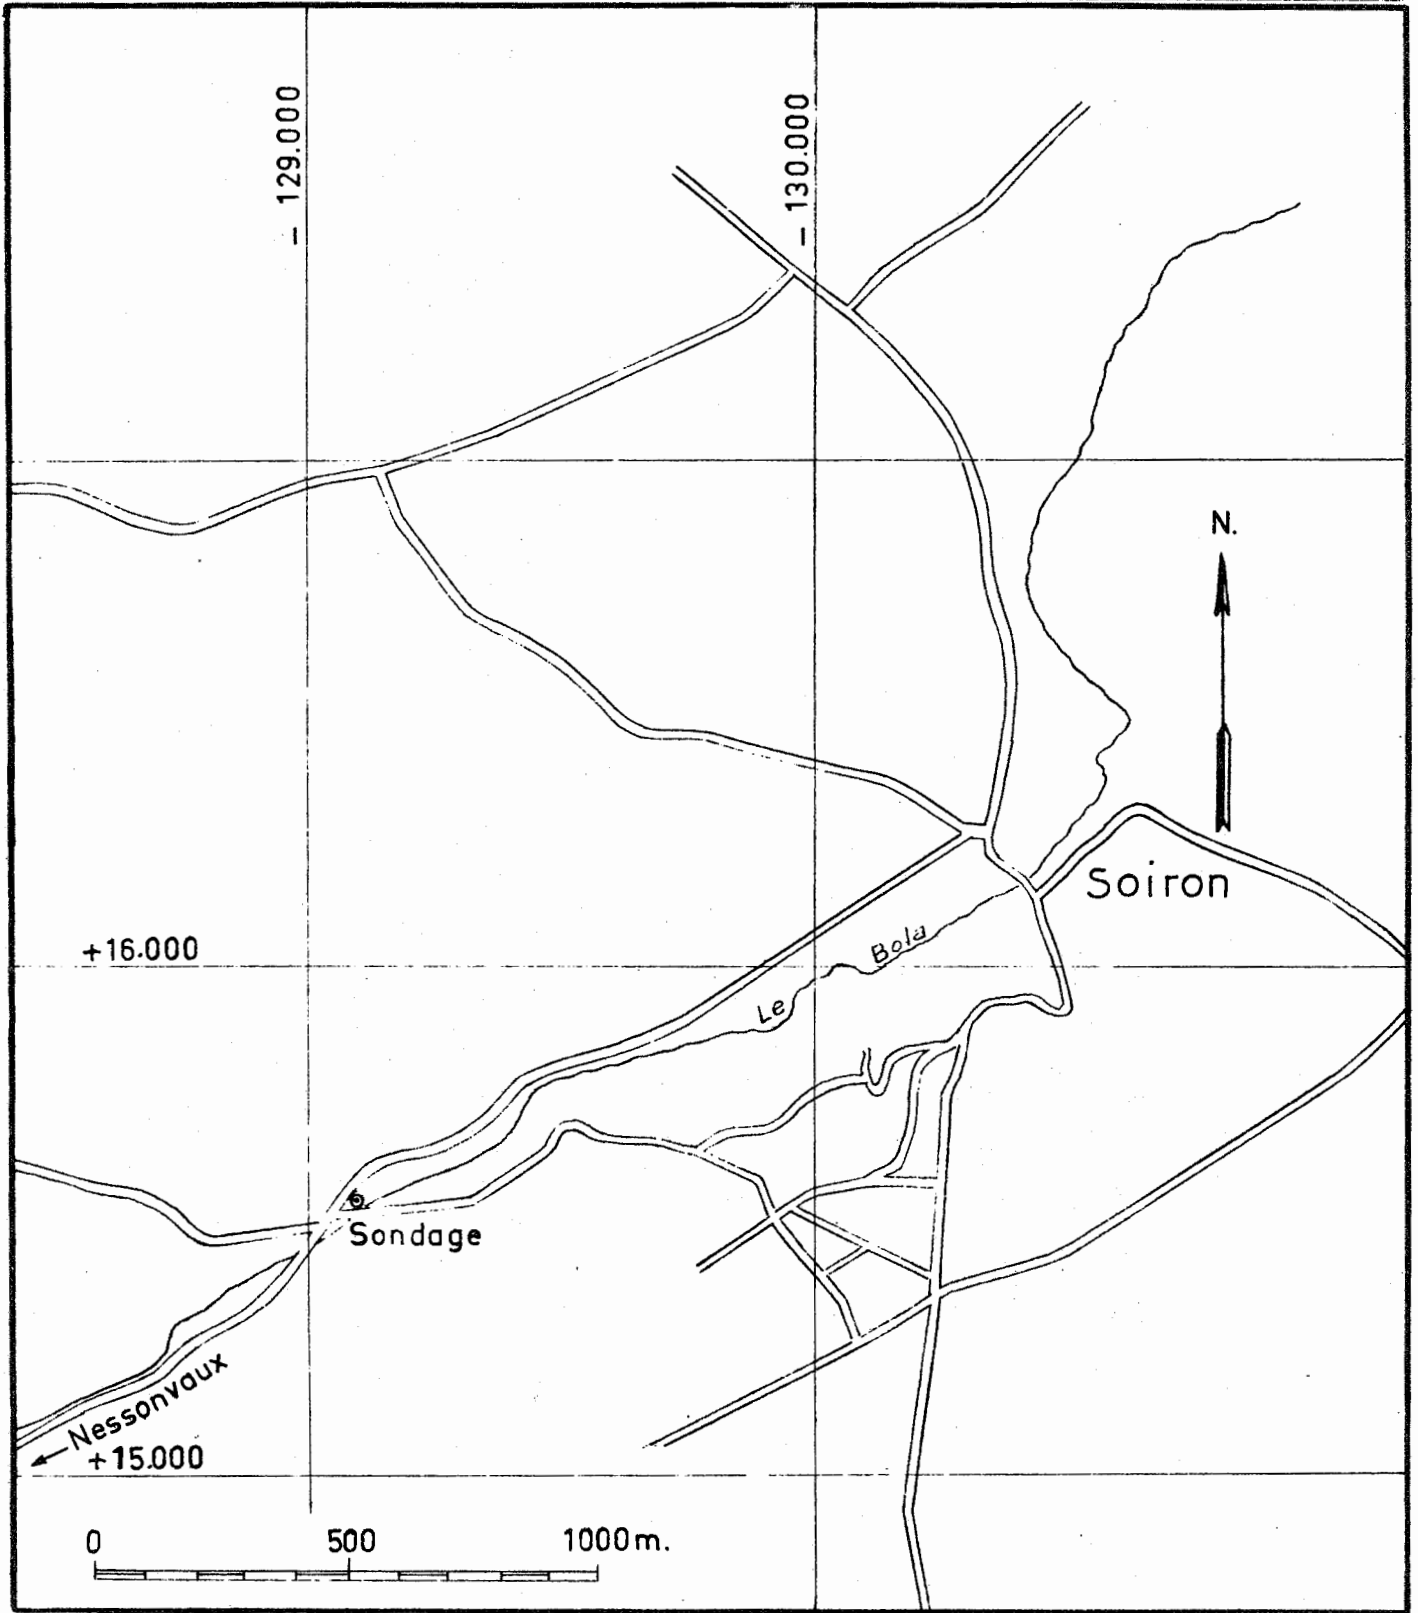 – 129.000
– 130.000
N.
Soiron
+16.000
Le Bola
Sondage
Nessonvaux
+15.000
0 500 1000m.